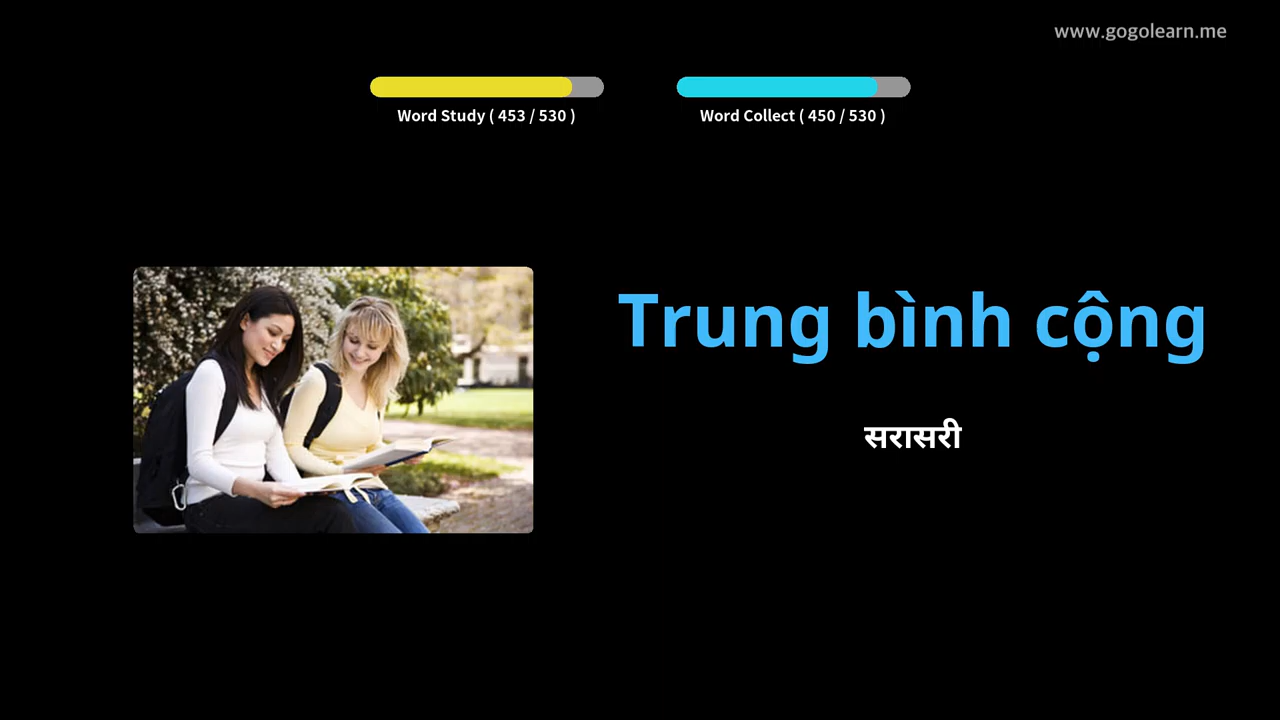 www.gogolearn.me
Word Study ( 453 / 530 )
Word Collect ( 450 / 530 )
Trung bình cộng
सरासरी